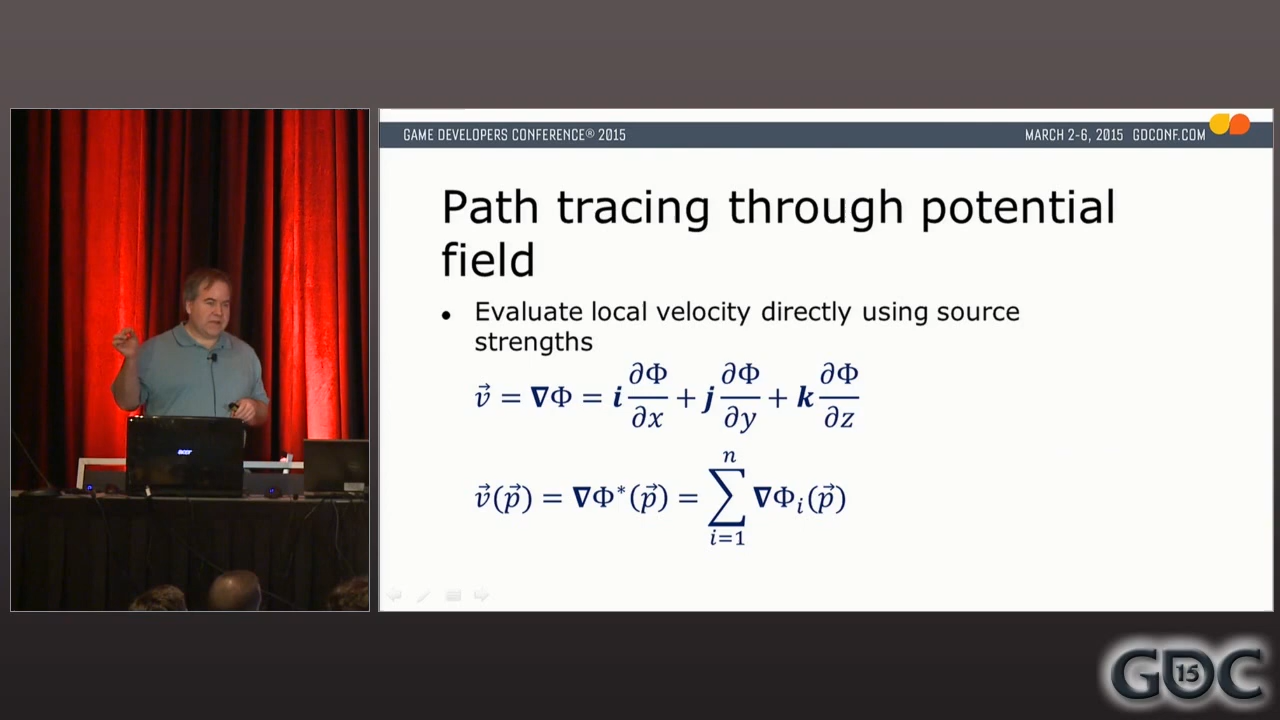 GAME DEVELOPERS CONFERENCE® 2015
MARCH 2-6, 2015 GDCONF.COM
Path tracing through potential
field
• Evaluate local velocity directly using source
strengths
v⃗ = ∇Φ = i ∂Φ/∂x + j ∂Φ/∂y + k ∂Φ/∂z
v⃗(p⃗) = ∇Φ*(p⃗) = ∑_{i=1}^{n} ∇Φ_i(p⃗)
acer
GDC
15